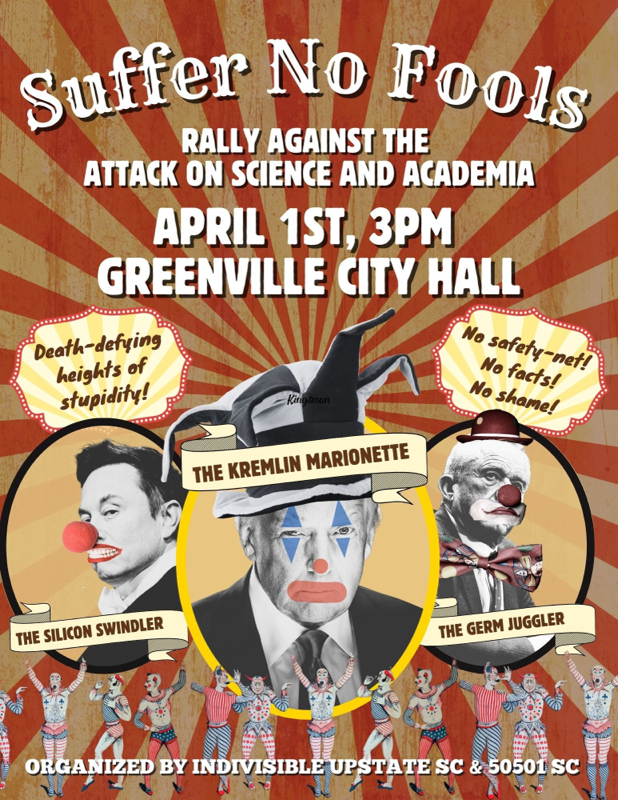 Suffer No Fools
RALLY AGAINST THE
ATTACK ON SCIENCE AND ACADEMIA
APRIL 1ST, 3PM
GREENVILLE CITY HALL
Death-defying
heights of
stupidity!
No safety-net!
No facts!
No shame!
Kingsman
THE KREMLIN MARIONETTE
THE SILICON SWINDLER
THE GERM JUGGLER
ORGANIZED BY INDIVISIBLE UPSTATE SC & 50501 SC